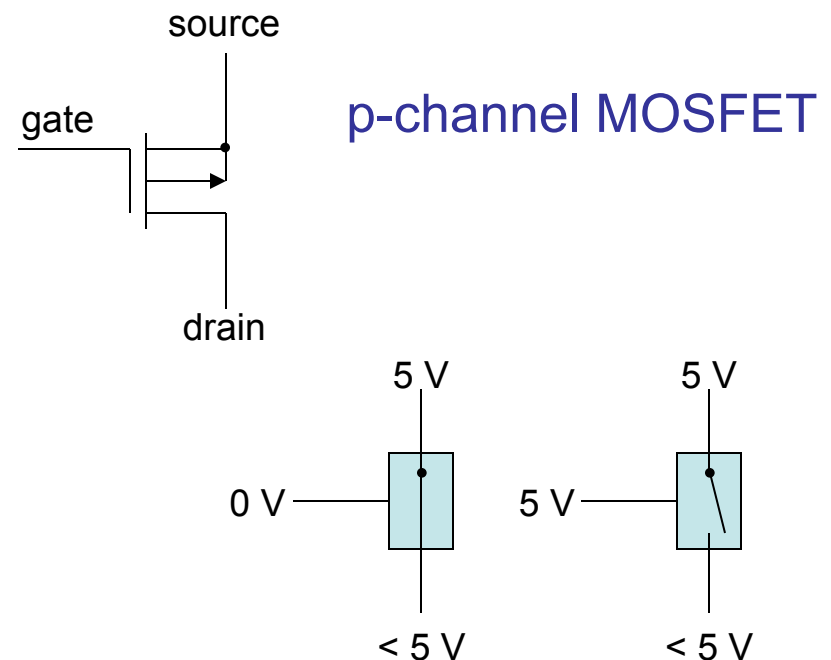 source
gate
p-channel MOSFET
drain
5 V
5 V
0 V
5 V
< 5 V
< 5 V